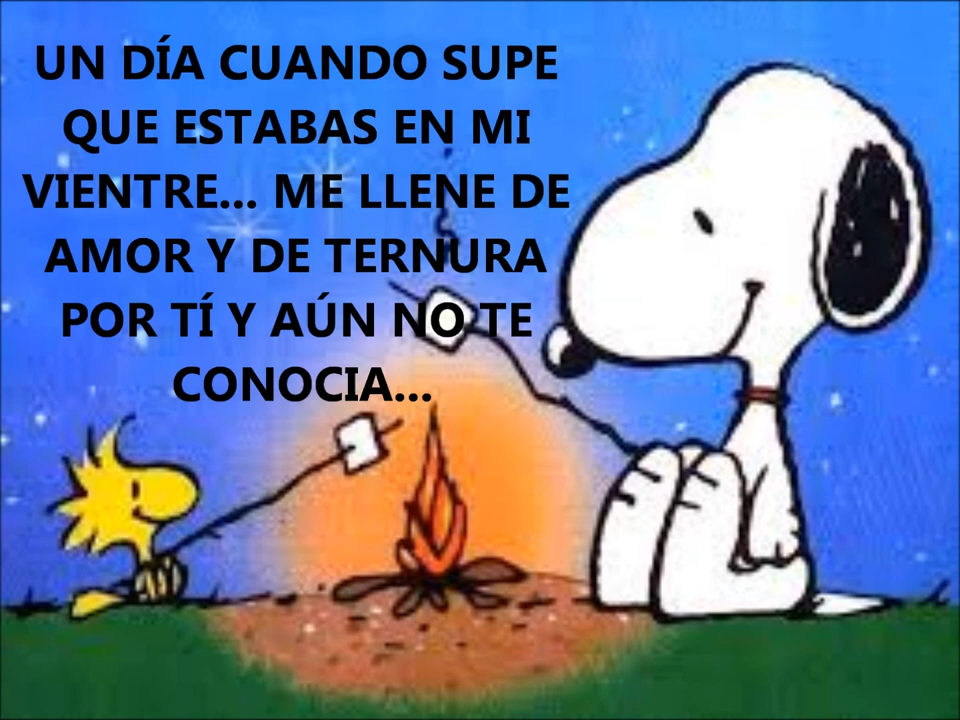 UN DÍA CUANDO SUPE
QUE ESTABAS EN MI
VIENTRE... ME LLENE DE
AMOR Y DE TERNURA
POR TÍ Y AÚN NO TE
CONOCIA...